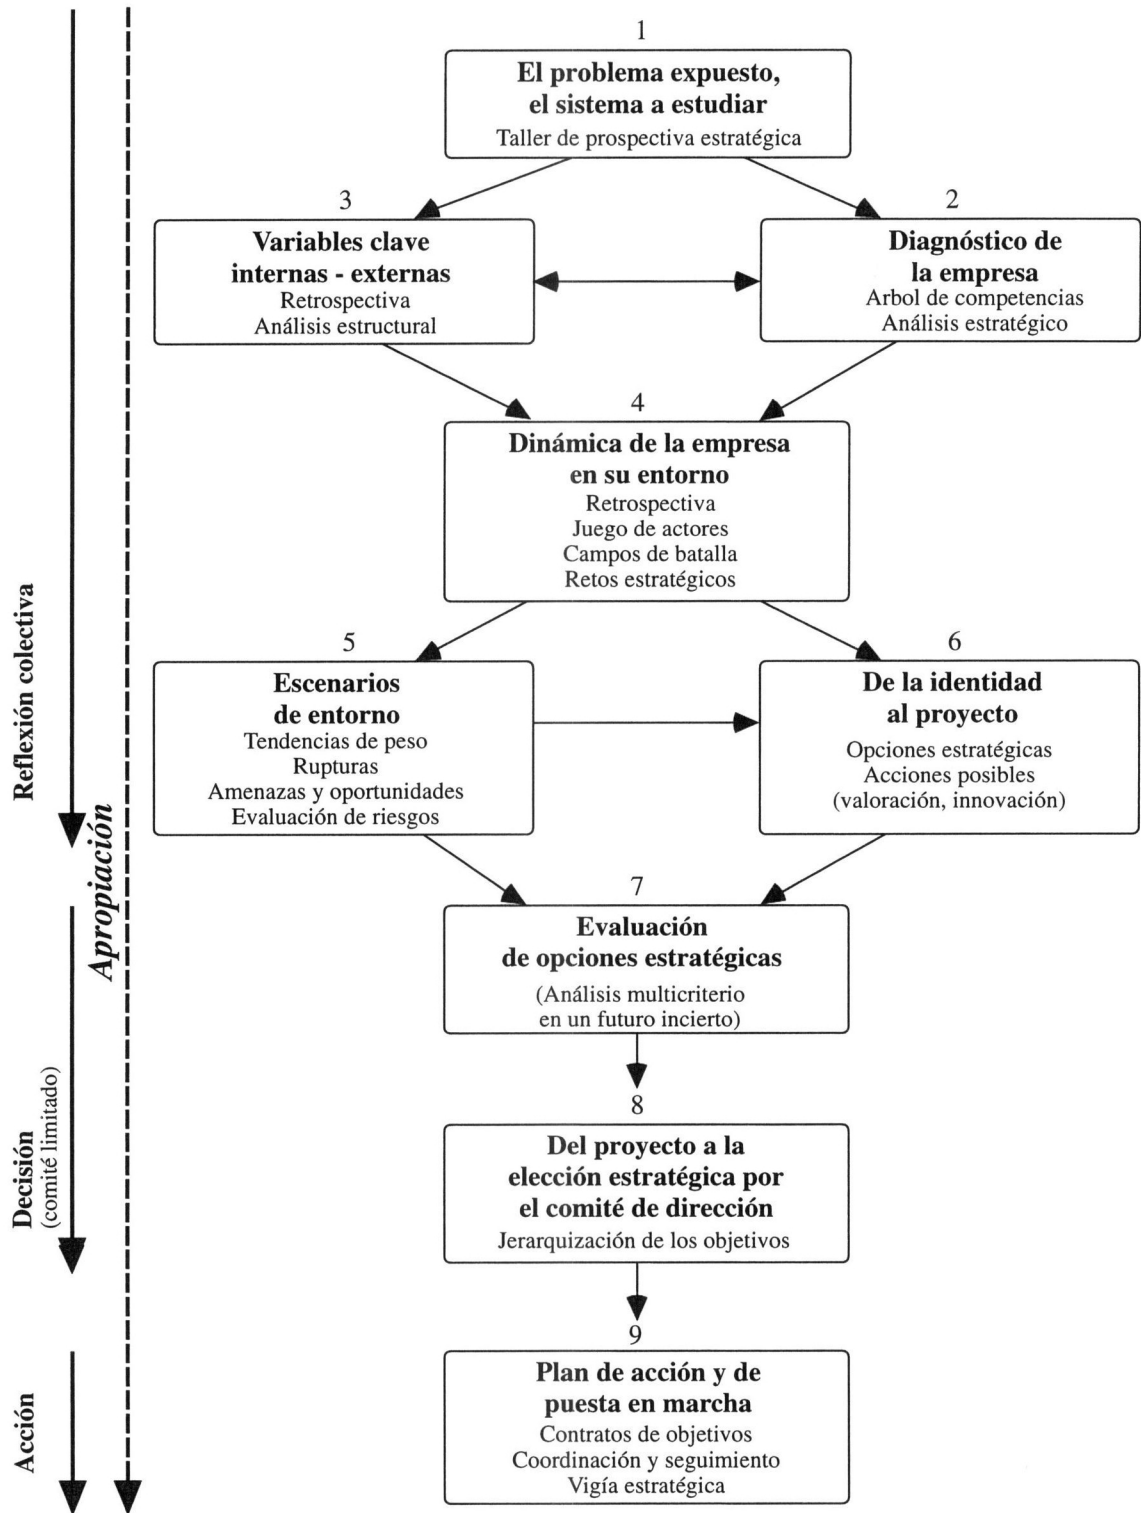 1
El problema expuesto,
el sistema a estudiar
Taller de prospectiva estratégica
3
Variables clave
internas - externas
Retrospectiva
Análisis estructural
2
Diagnóstico de
la empresa
Arbol de competencias
Análisis estratégico
4
Dinámica de la empresa
en su entorno
Retrospectiva
Juego de actores
Campos de batalla
Retos estratégicos
5
Escenarios
de entorno
Tendencias de peso
Rupturas
Amenazas y oportunidades
Evaluación de riesgos
6
De la identidad
al proyecto
Opciones estratégicas
Acciones posibles
(valoración, innovación)
7
Evaluación
de opciones estratégicas
(Análisis multicriterio
en un futuro incierto)
8
Del proyecto a la
elección estratégica por
el comité de dirección
Jerarquización de los objetivos
9
Plan de acción y de
puesta en marcha
Contratos de objetivos
Coordinación y seguimiento
Vigía estratégica
Reflexión colectiva
Apropiación
Decisión
(comité limitado)
Acción